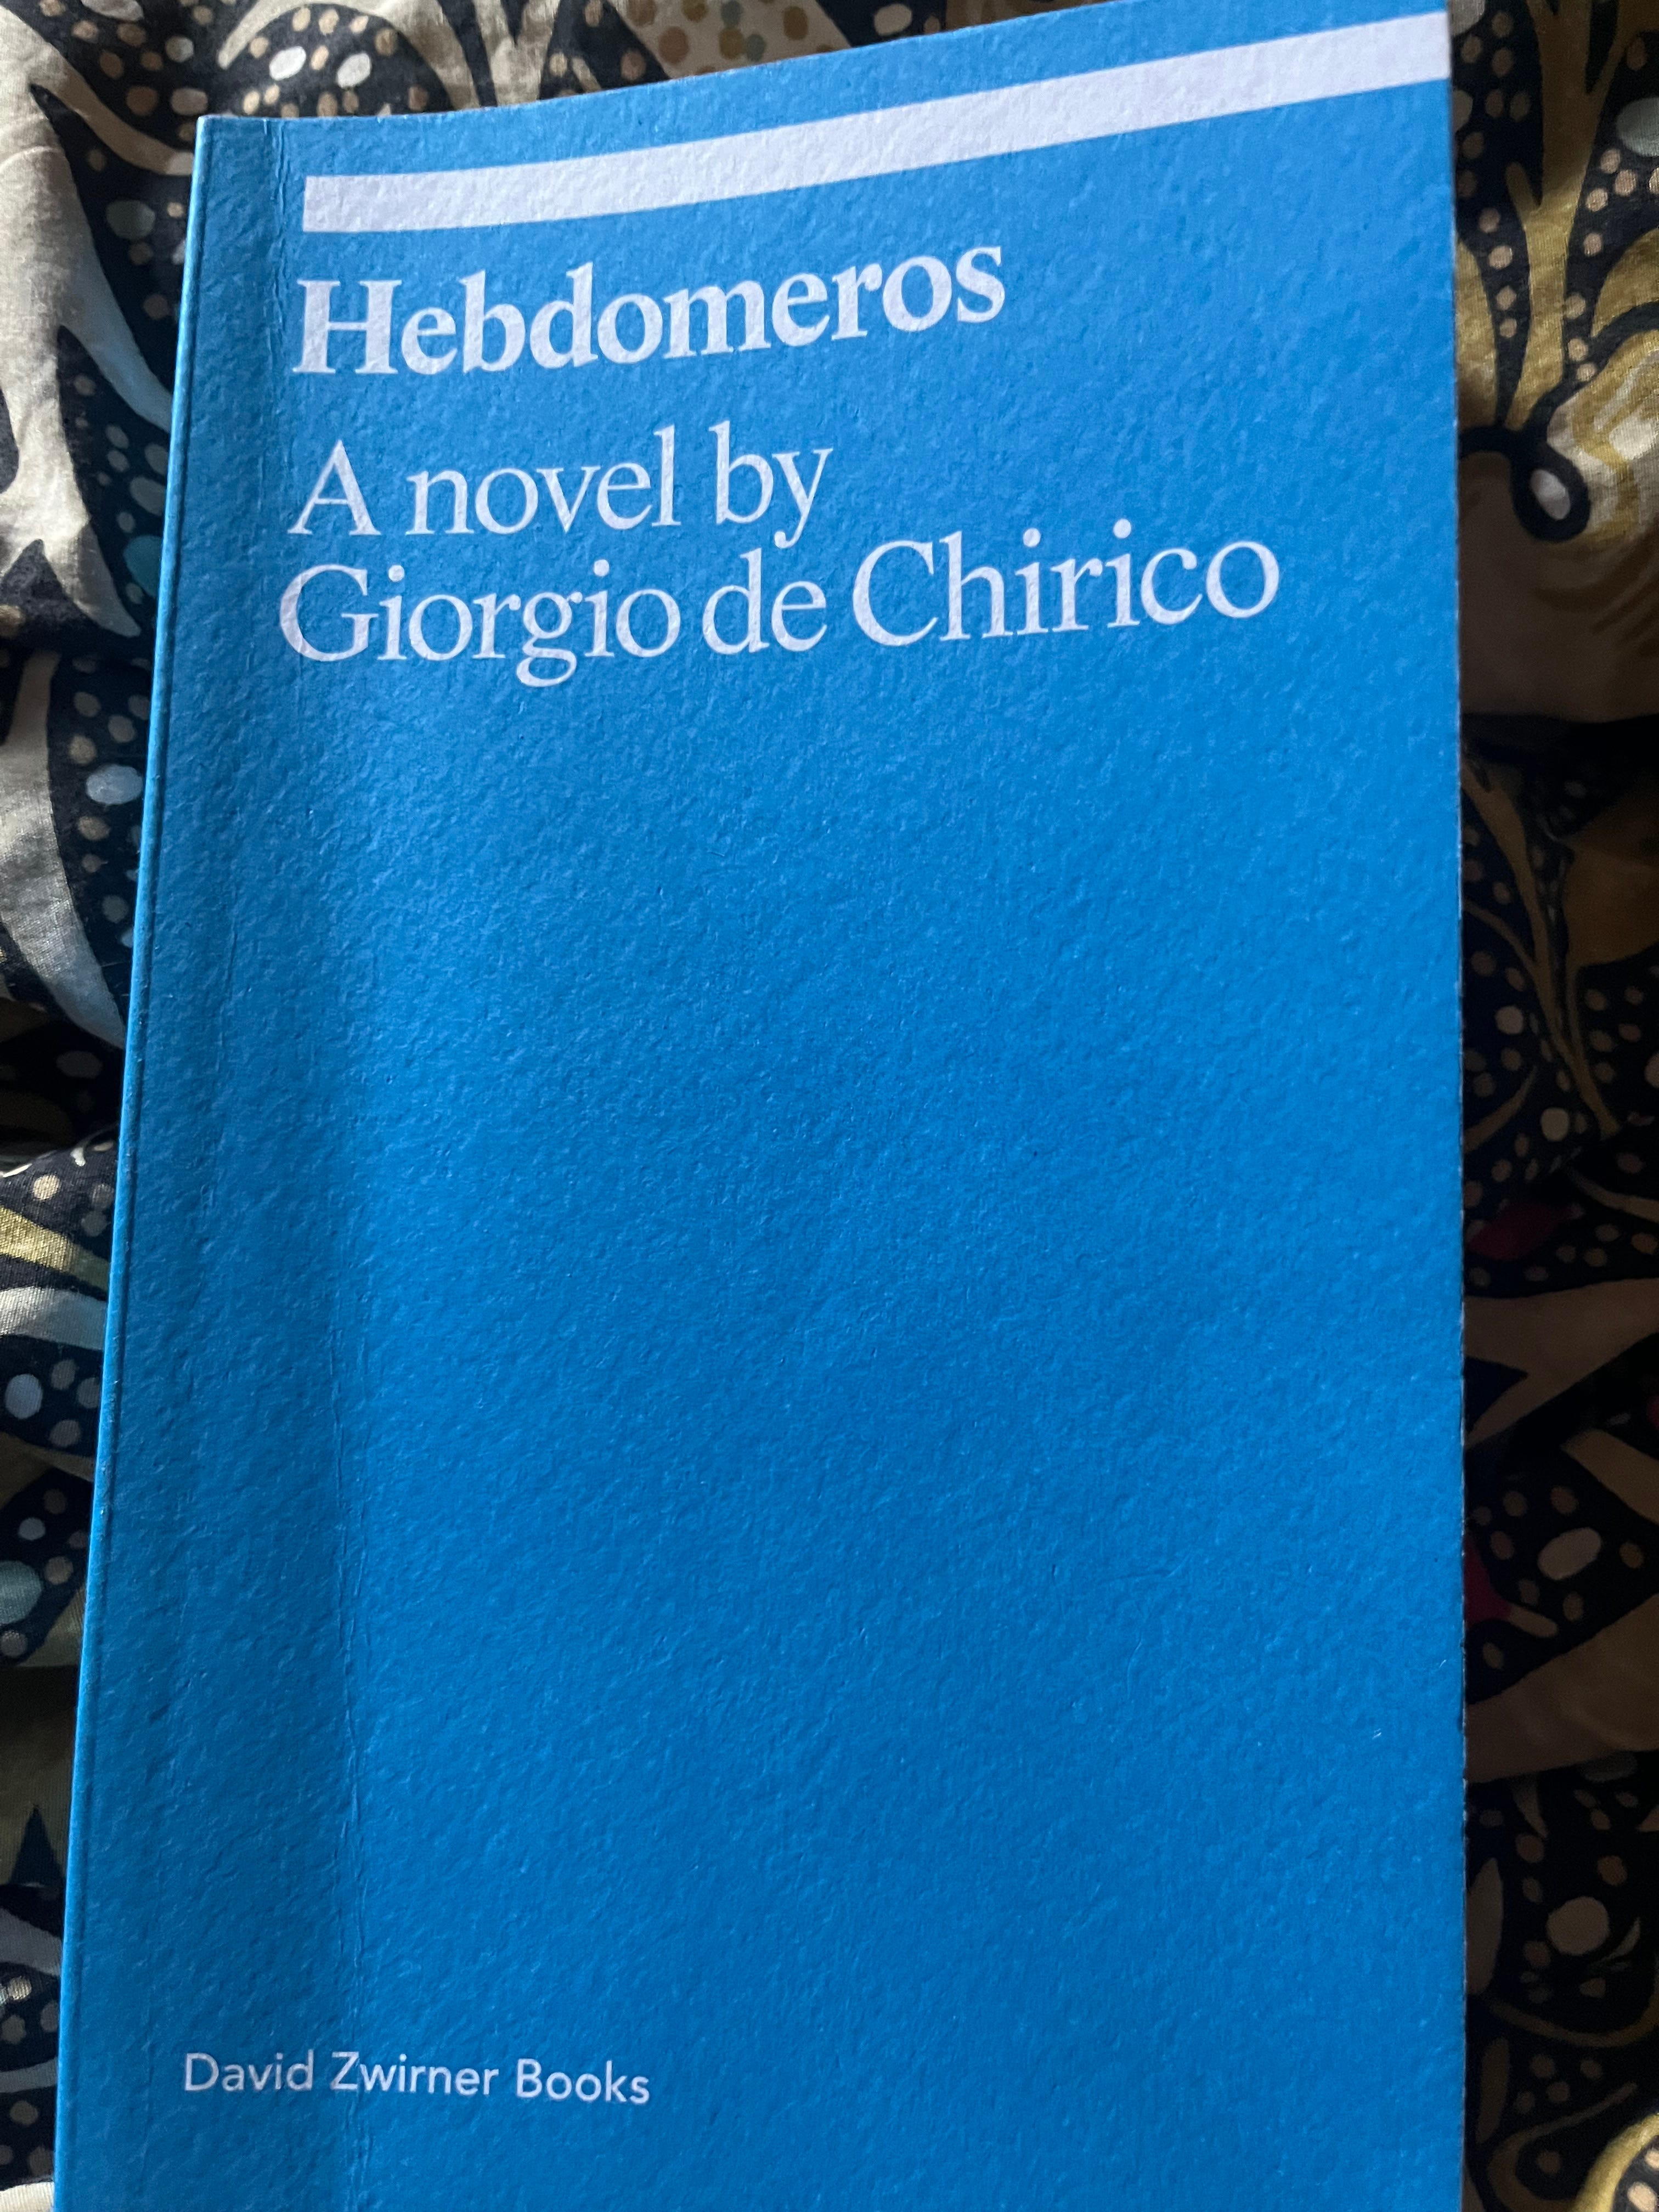 Hebdomeros
A novel by
Giorgio de Chirico
David Zwirner Books